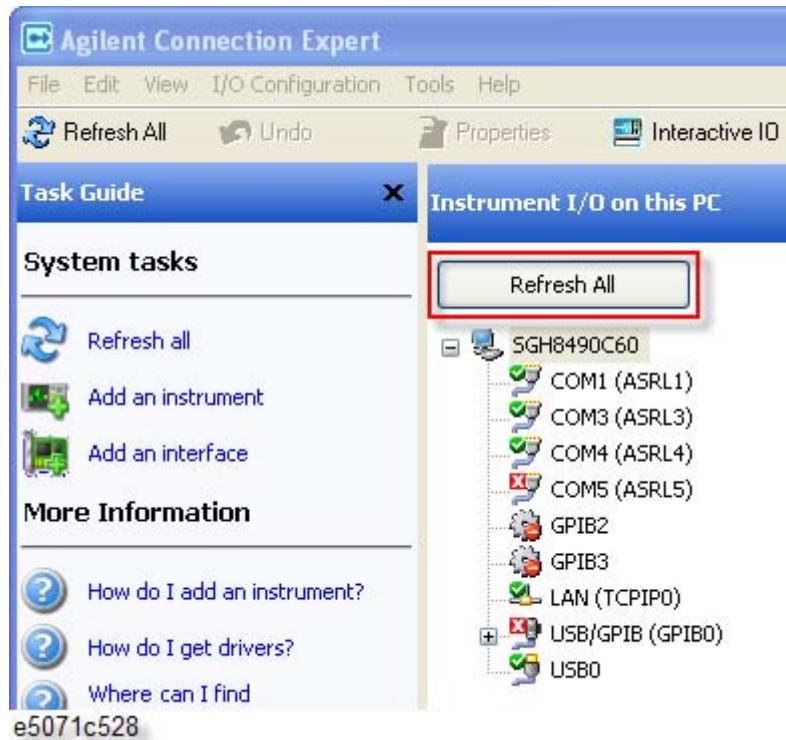 Agilent Connection Expert
File Edit View I/O Configuration Tools Help
Refresh All Undo Properties Interactive IO
Task Guide
System tasks
Refresh all
Add an instrument
Add an interface
More Information
How do I add an instrument?
How do I get drivers?
Where can I find
Instrument I/O on this PC
Refresh All
SGH8490C60
COM1 (ASRL1)
COM3 (ASRL3)
COM4 (ASRL4)
COM5 (ASRL5)
GPIB2
GPIB3
LAN (TCPIP0)
USB/GPIB (GPIB0)
USB0
e5071c528